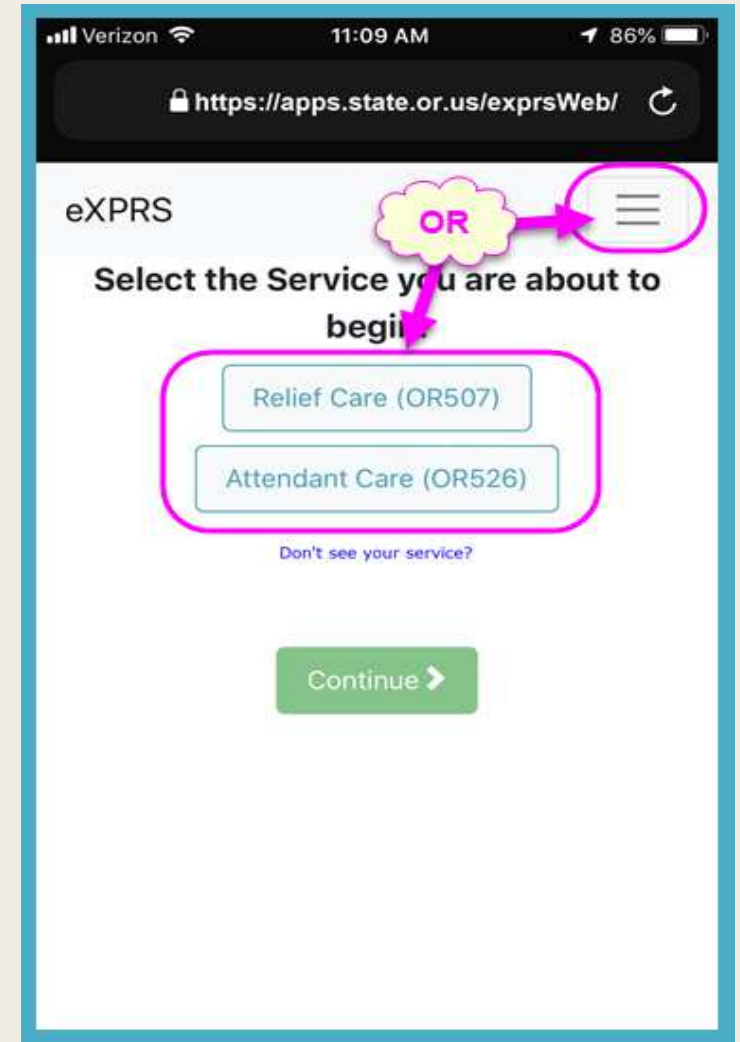 Verizon 11:09 AM 86%
https://apps.state.or.us/exprsWeb/
eXPRS
OR
Select the Service you are about to
begin.
Relief Care (OR507)
Attendant Care (OR526)
Don't see your service?
Continue